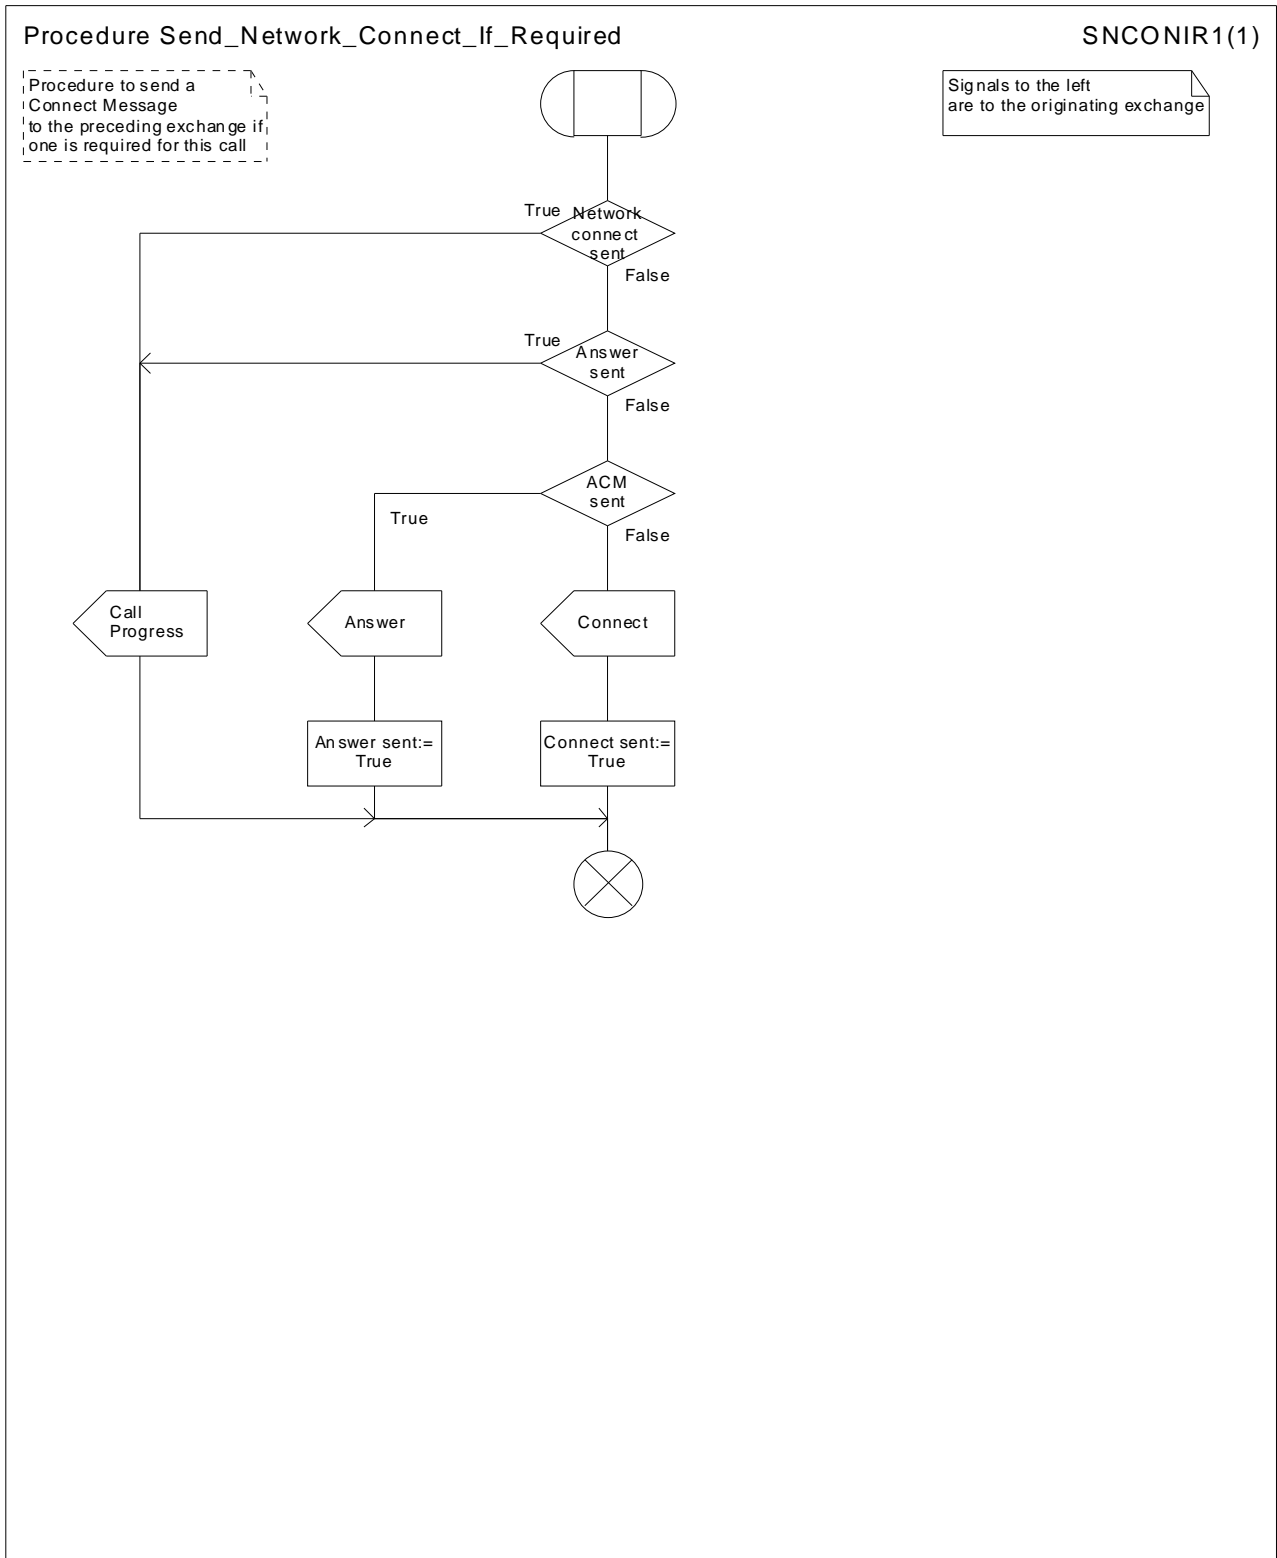 Procedure Send_Network_Connect_If_Required
SNCONIR1(1)
Procedure to send a
Connect Message
to the preceding exchange if
one is required for this call
Signals to the left
are to the originating exchange
True
Network
connect
sent
False
True
Answer
sent
False
ACM
sent
True
False
Call
Progress
Answer
Connect
Answer sent:=
True
Connect sent:=
True